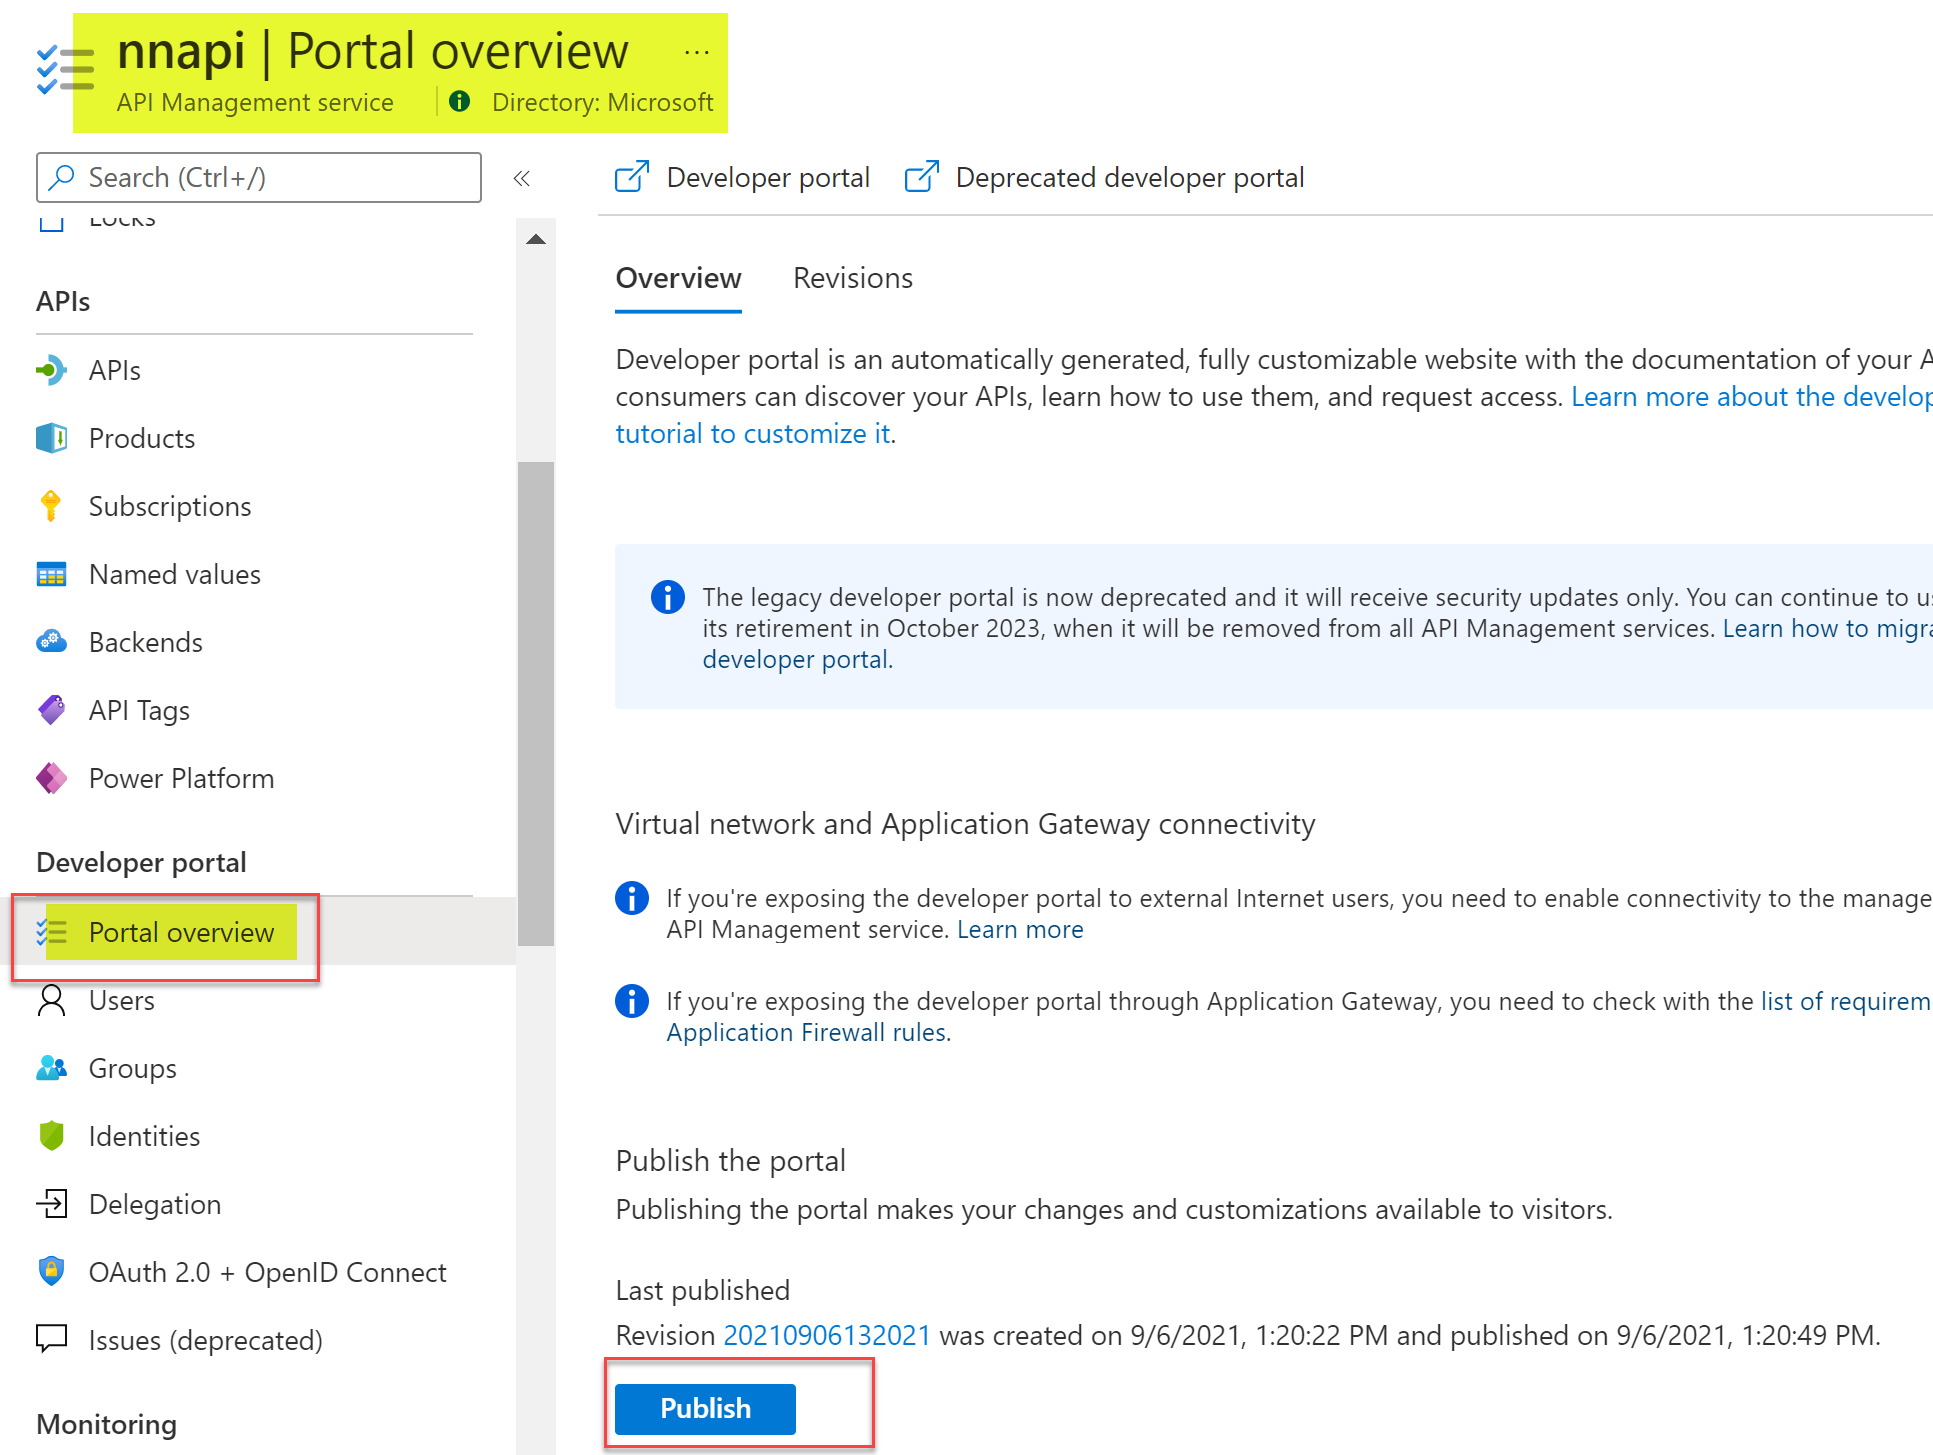 nnapi | Portal overview ...
API Management service | Directory: Microsoft
Search (Ctrl+/)
«
Developer portal
Deprecated developer portal
Locks
APIs
APIs
Products
Subscriptions
Named values
Backends
API Tags
Power Platform
Developer portal
Portal overview
Users
Groups
Identities
Delegation
OAuth 2.0 + OpenID Connect
Issues (deprecated)
Monitoring
Overview
Revisions
Developer portal is an automatically generated, fully customizable website with the documentation of your A
consumers can discover your APIs, learn how to use them, and request access. Learn more about the develop
tutorial to customize it.
The legacy developer portal is now deprecated and it will receive security updates only. You can continue to us
its retirement in October 2023, when it will be removed from all API Management services. Learn how to migra
developer portal.
Virtual network and Application Gateway connectivity
If you're exposing the developer portal to external Internet users, you need to enable connectivity to the manage
API Management service. Learn more
If you're exposing the developer portal through Application Gateway, you need to check with the list of requirem
Application Firewall rules.
Publish the portal
Publishing the portal makes your changes and customizations available to visitors.
Last published
Revision 20210906132021 was created on 9/6/2021, 1:20:22 PM and published on 9/6/2021, 1:20:49 PM.
Publish